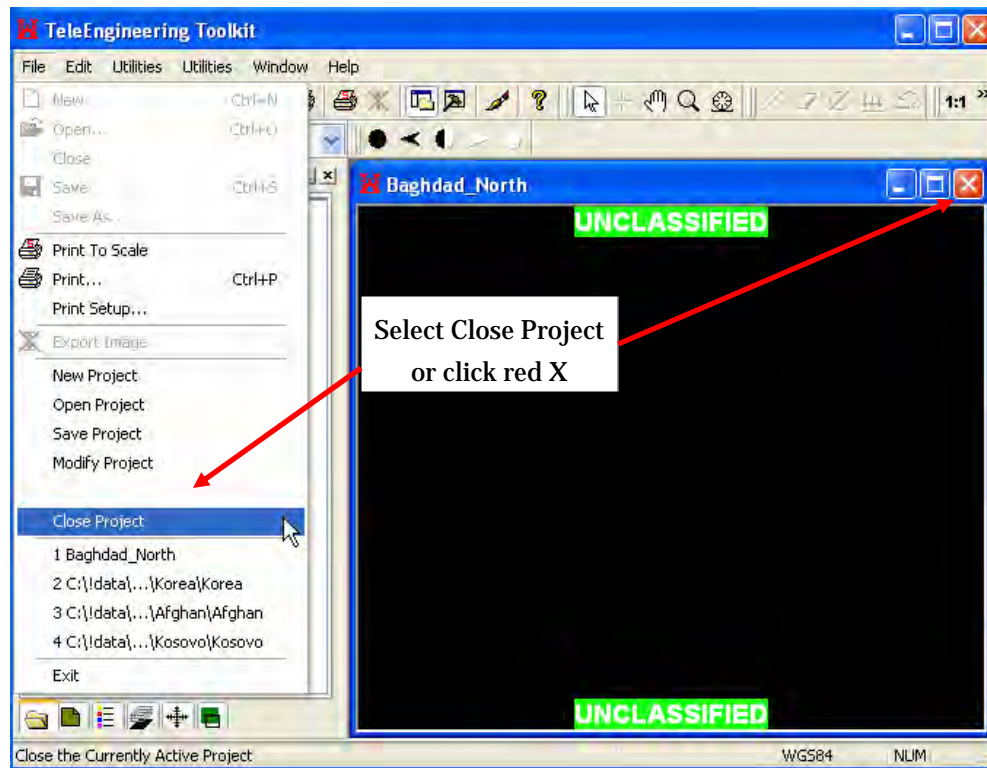 TeleEngineering Toolkit
File Edit Utilities Utilities Window Help
New Ctrl+N
Open... Ctrl+O
1:1 »
Close
Save Ctrl+S
Save As...
Print To Scale
Print... Ctrl+P
Print Setup...
Export Image
New Project
Open Project
Save Project
Modify Project
Close Project
1 Baghdad_North
2 C:\!data\...\Korea\Korea
3 C:\!data\...\Afghan\Afghan
4 C:\!data\...\Kosovo\Kosovo
Exit
Baghdad_North
UNCLASSIFIED
Select Close Project
or click red X
UNCLASSIFIED
Close the Currently Active Project WGS84 NUM